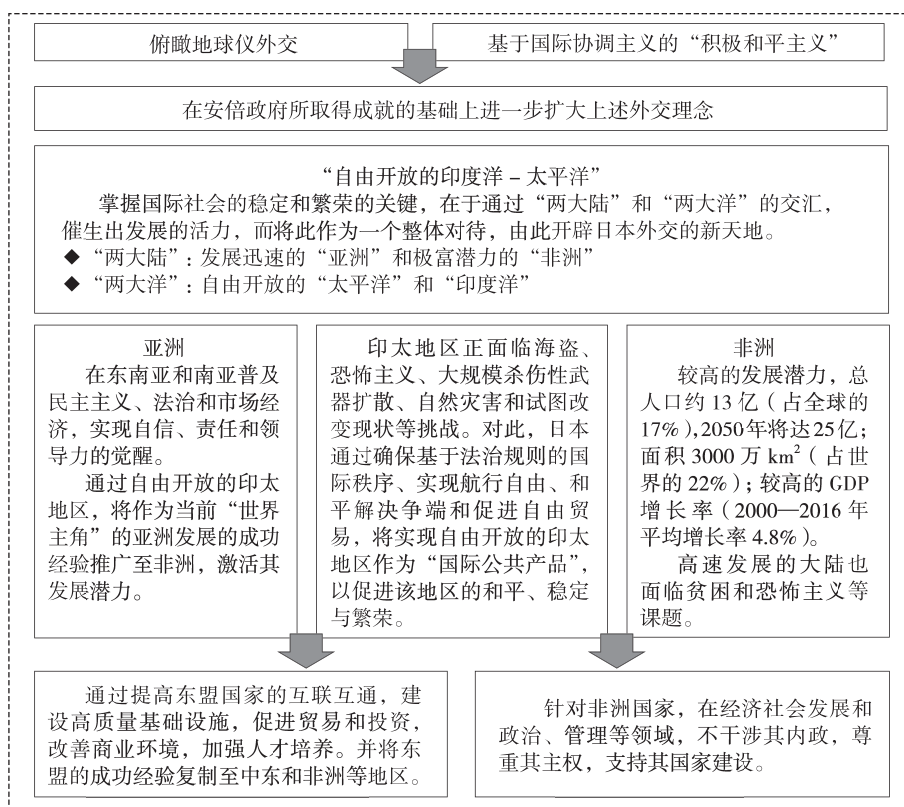 俯瞰地球仪外交
基于国际协调主义的“积极和平主义”
在安倍政府所取得成就的基础上进一步扩大上述外交理念
“自由开放的印度洋－太平洋”
掌握国际社会的稳定和繁荣的关键，在于通过“两大陆”和“两大洋”的交汇，
催生出发展的活力，而将此作为一个整体对待，由此开辟日本外交的新天地。
◆ “两大陆”：发展迅速的“亚洲”和极富潜力的“非洲”
◆ “两大洋”：自由开放的“太平洋”和“印度洋”
亚洲
在东南亚和南亚普及
民主主义、法治和市场经
济，实现自信、责任和领
导力的觉醒。
通过自由开放的印太
地区，将作为当前“世界
主角”的亚洲发展的成功
经验推广至非洲，激活其
发展潜力。
印太地区正面临海盗、
恐怖主义、大规模杀伤性武
器扩散、自然灾害和试图改
变现状等挑战。对此，日本
通过确保基于法治规则的国
际秩序、实现航行自由、和
平解决争端和促进自由贸
易，将实现自由开放的印太
地区作为“国际公共产品”，
以促进该地区的和平、稳定
与繁荣。
非洲
较高的发展潜力，总
人口约13亿（占全球的
17%），2050年将达25亿；
面积3000万km²（占世
界的22%）；较高的GDP
增长率（2000—2016年
平均增长率4.8%）。
高速发展的大陆也
面临贫困和恐怖主义等
课题。
通过提高东盟国家的互联互通，建
设高质量基础设施，促进贸易和投资，
改善商业环境，加强人才培养。并将东
盟的成功经验复制至中东和非洲等地区。
针对非洲国家，在经济社会发展和
政治、管理等领域，不干涉其内政，尊
重其主权，支持其国家建设。